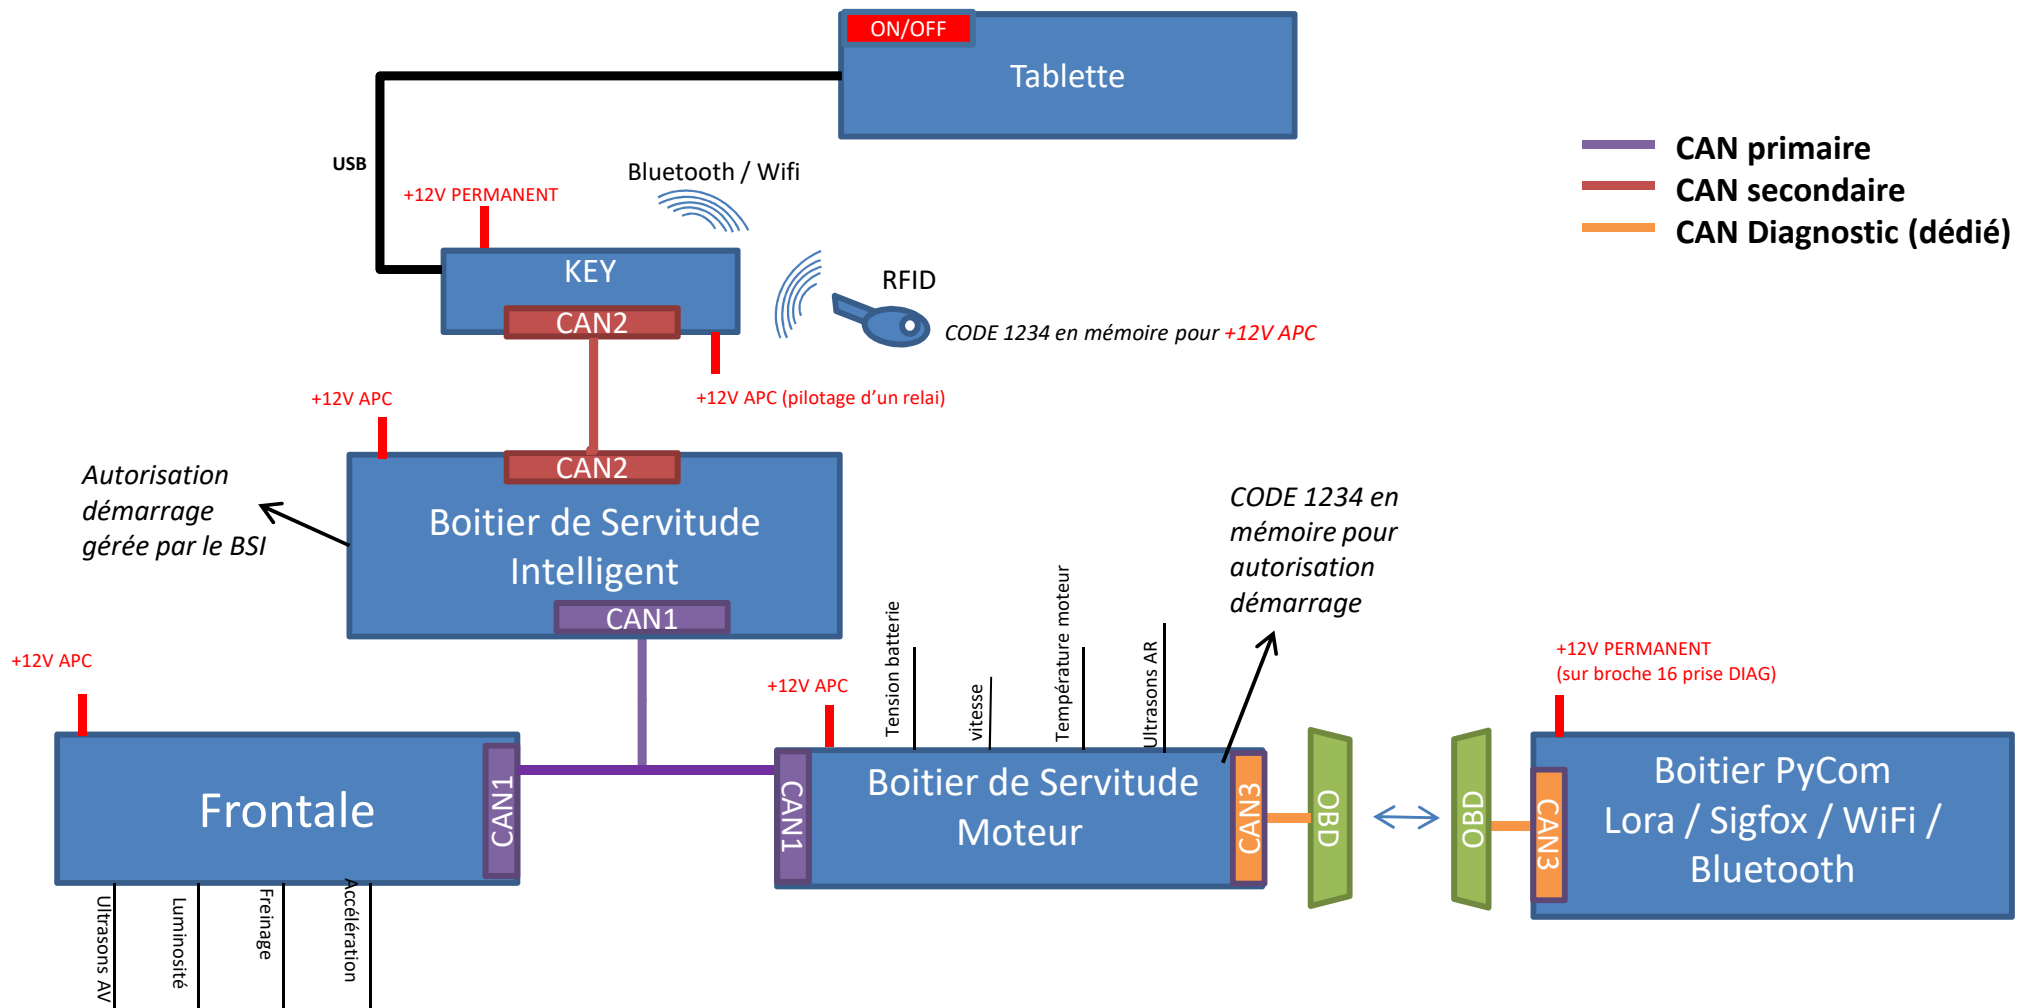 ON/OFF
Tablette
CAN primaire
CAN secondaire
CAN Diagnostic (dédié)
USB
Bluetooth / Wifi
+12V PERMANENT
KEY
CAN2
RFID
CODE 1234 en mémoire pour +12V APC
+12V APC (pilotage d'un relai)
+12V APC
CAN2
Boitier de Servitude
Intelligent
CAN1
Autorisation
démarrage
gérée par le BSI
CODE 1234 en
mémoire pour
autorisation
démarrage
+12V APC
Frontale
CAN1
Ultrasons AV
Luminosité
Freinage
Accélération
+12V APC
Tension batterie
vitesse
Température moteur
Ultrasons AR
CAN1
Boitier de Servitude
Moteur
CAN3
OBD
OBD
+12V PERMANENT
(sur broche 16 prise DIAG)
CAN3
Boitier PyCom
Lora / Sigfox / WiFi /
Bluetooth